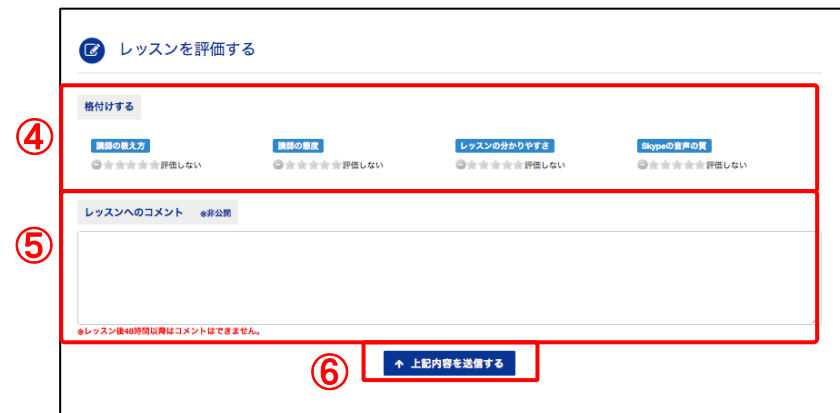 レッスンを評価する
④
格付けする
講師の教え方 講師の態度 レッスンの分かりやすさ Skypeの音声の質
評価しない 評価しない 評価しない 評価しない
⑤
レッスンへのコメント ※非公開
※レッスン後48時間以降はコメントはできません。
⑥
↑ 上記内容を送信する